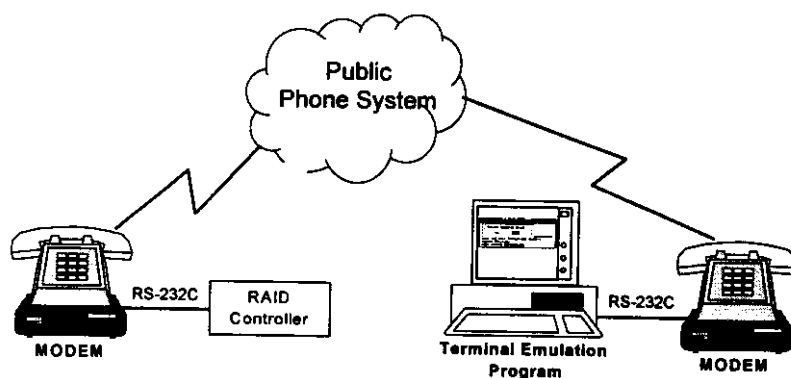 Public
Phone System
RS-232C
RAID
Controller
MODEM
RS-232C
Terminal Emulation
Program
MODEM